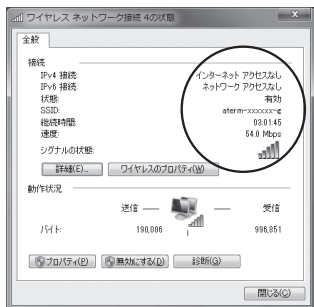 ワイヤレス ネットワーク接続 4の状態
全般
接続
IPv4 接続: インターネット アクセスなし
IPv6 接続: ネットワーク アクセスなし
状態: 有効
SSID: aterm-xxxxxx-g
継続時間: 03:01:45
速度: 54.0 Mbps
シグナルの状態:
詳細(E)... ワイヤレスのプロパティ(W)
動作状況
送信 受信
バイト: 190,006 996,851
プロパティ(P) 無効にする(D) 診断(G)
閉じる(C)